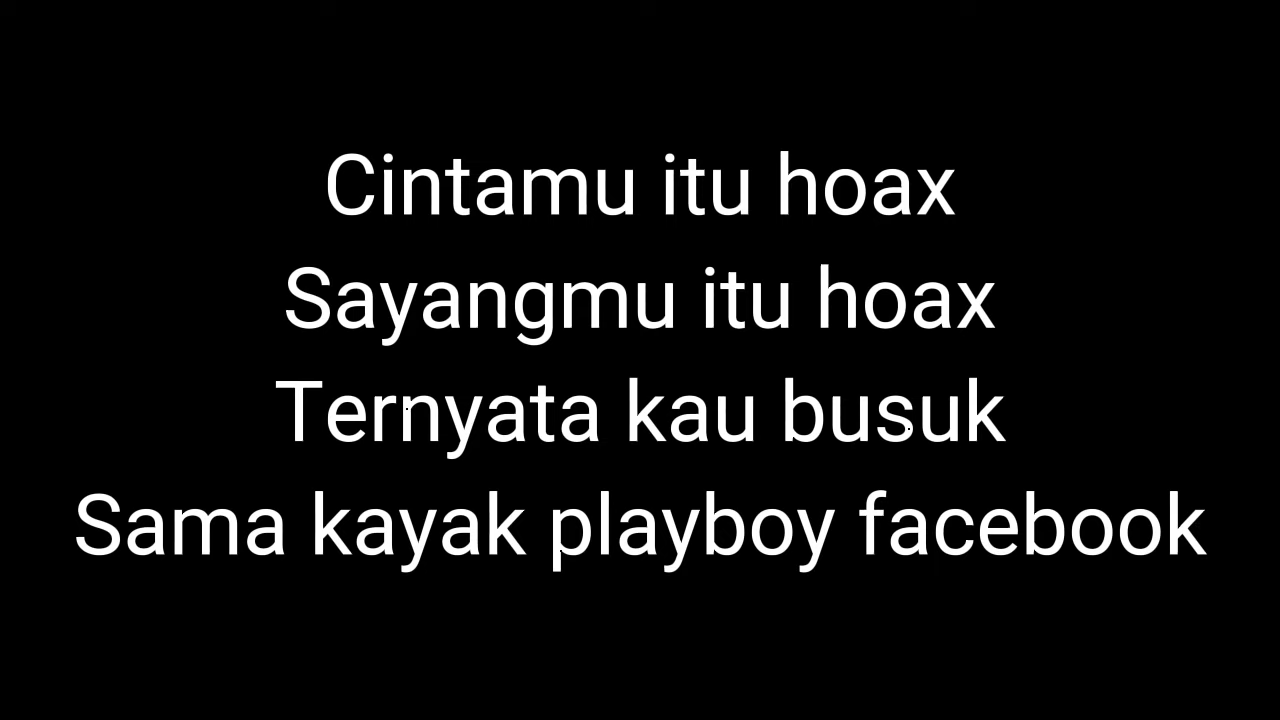 Cintamu itu hoax
Sayangmu itu hoax
Ternyata kau busuk
Sama kayak playboy facebook